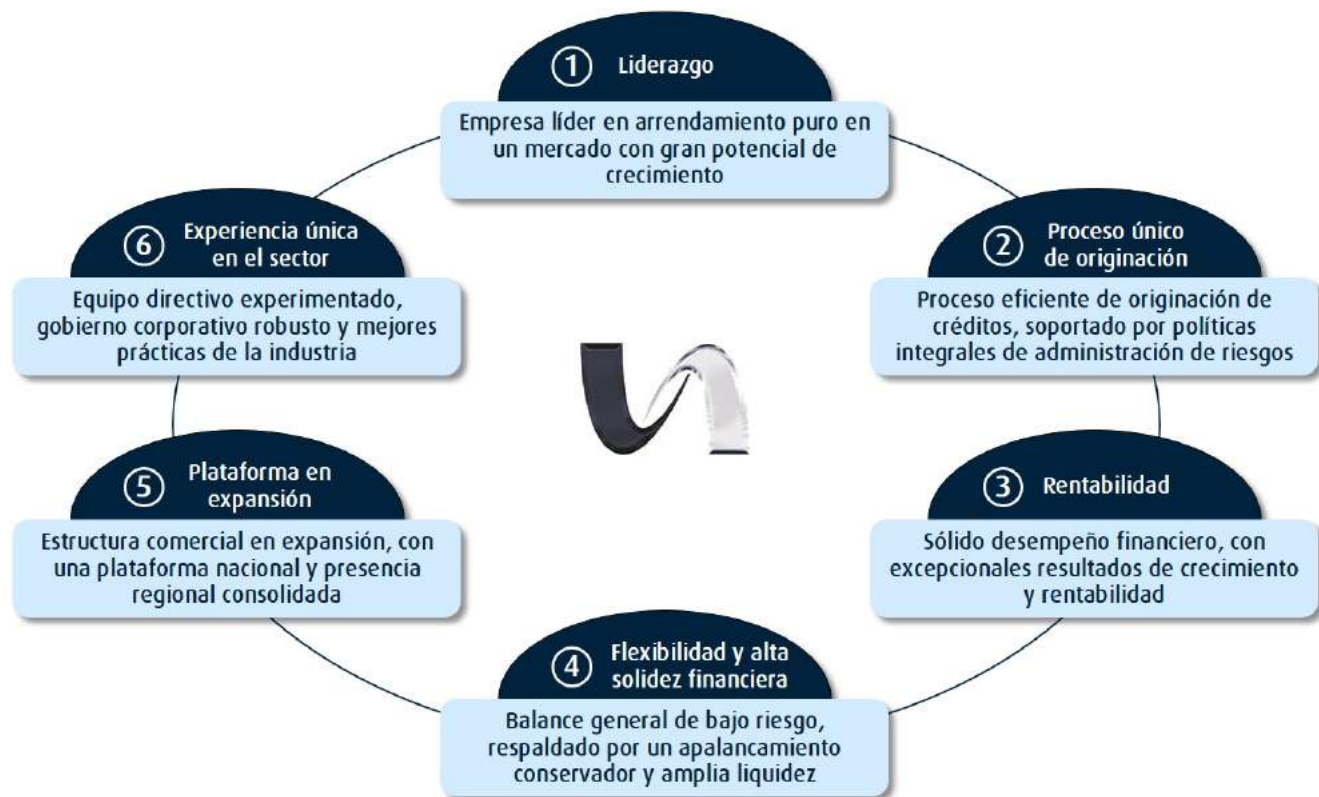 1 Liderazgo
Empresa líder en arrendamiento puro en
un mercado con gran potencial de
crecimiento
2 Proceso único
de originación
Proceso eficiente de originación de
créditos, soportado por políticas
integrales de administración de riesgos
3 Rentabilidad
Sólido desempeño financiero, con
excepcionales resultados de crecimiento
y rentabilidad
4 Flexibilidad y alta
solidez financiera
Balance general de bajo riesgo,
respaldado por un apalancamiento
conservador y amplia liquidez
5 Plataforma en
expansión
Estructura comercial en expansión, con
una plataforma nacional y presencia
regional consolidada
6 Experiencia única
en el sector
Equipo directivo experimentado,
gobierno corporativo robusto y mejores
prácticas de la industria